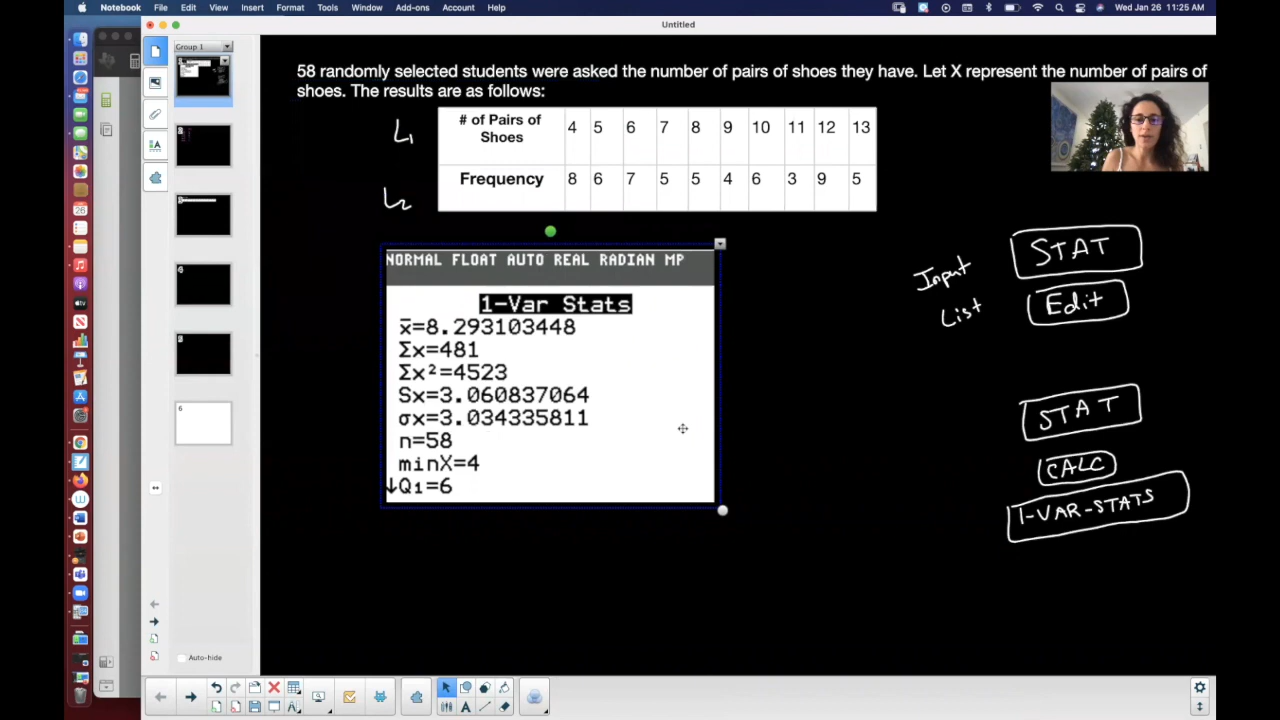 Notebook File Edit View Insert Format Tools Window Add-ons Account Help Wed Jan 26 11:25 AM
Untitled
Group 1
58 randomly selected students were asked the number of pairs of shoes they have. Let X represent the number of pairs of
shoes. The results are as follows:
L1 # of Pairs of Shoes 4 5 6 7 8 9 10 11 12 13
L2 Frequency 8 6 7 5 5 4 6 3 9 5
NORMAL FLOAT AUTO REAL RADIAN MP
1-Var Stats
x̄=8.293103448
Σx=481
Σx²=4523
Sx=3.060837064
σx=3.034335811
n=58
minX=4
↓Q₁=6
Input
List
STAT
Edit
STAT
CALC
1-VAR-STATS
6
Auto-hide